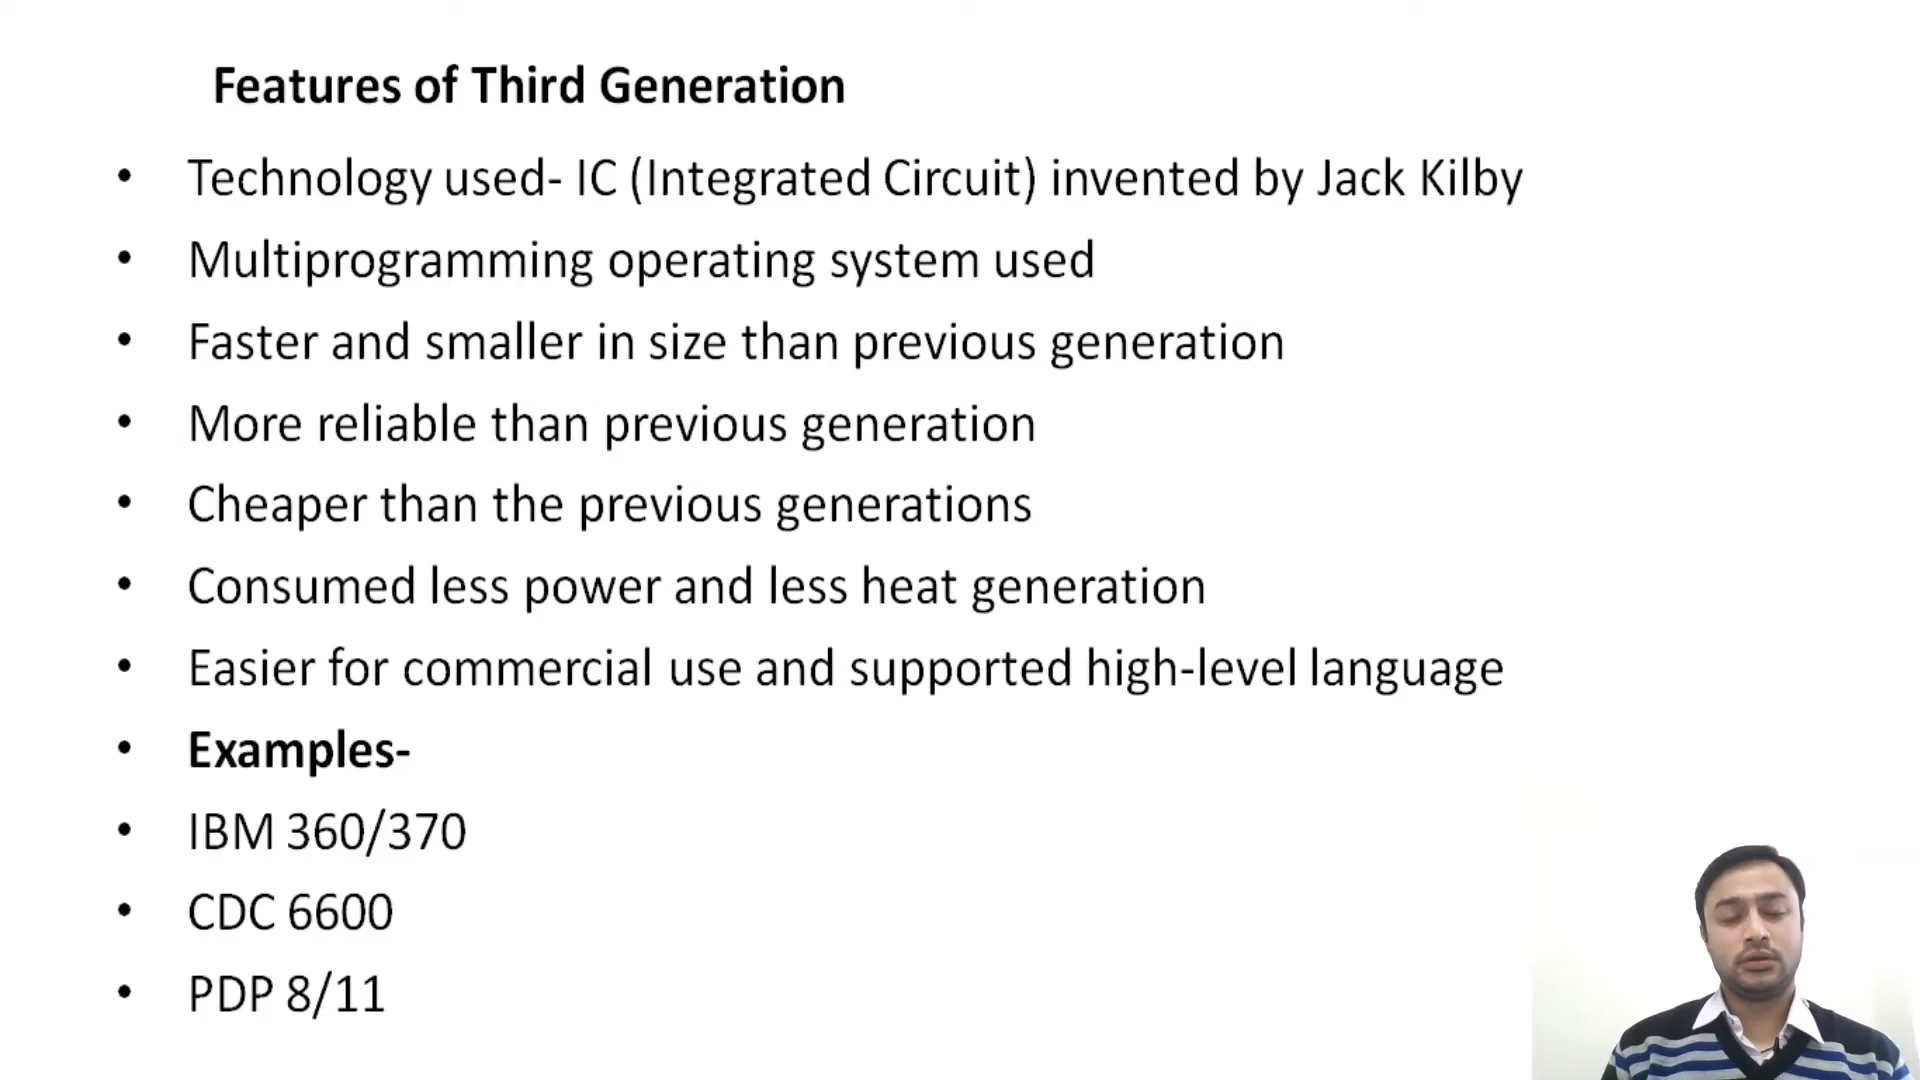 Features of Third Generation
• Technology used- IC (Integrated Circuit) invented by Jack Kilby
• Multiprogramming operating system used
• Faster and smaller in size than previous generation
• More reliable than previous generation
• Cheaper than the previous generations
• Consumed less power and less heat generation
• Easier for commercial use and supported high-level language
• Examples-
• IBM 360/370
• CDC 6600
• PDP 8/11